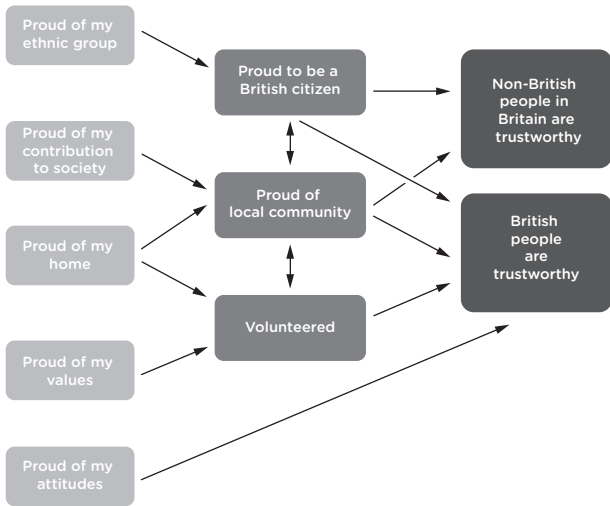 Proud of my
ethnic group
Proud to be a
British citizen
Non-British
people in
Britain are
trustworthy
Proud of my
contribution
to society
Proud of
local community
British
people
are
trustworthy
Proud of my
home
Volunteered
Proud of my
values
Proud of my
attitudes